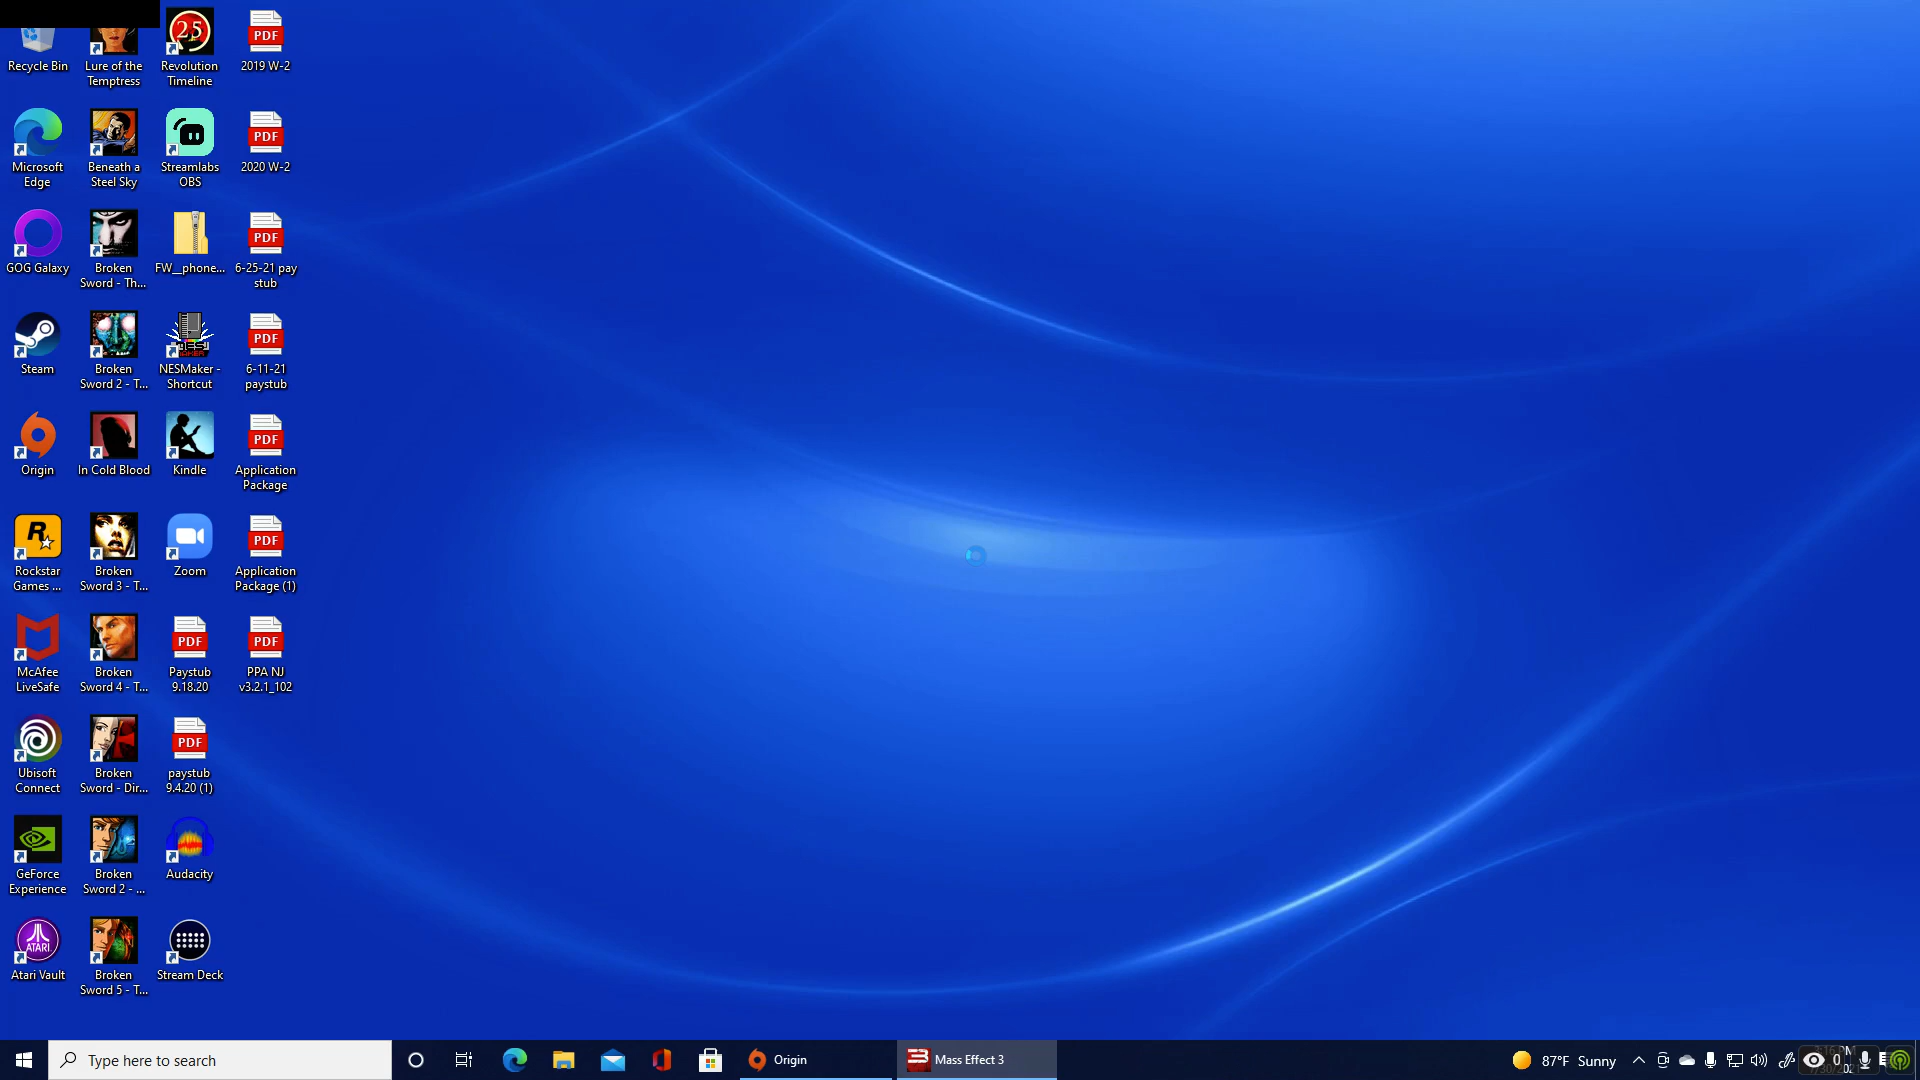 Recycle Bin
Lure of the
Temptress
25
Revolution
Timeline
PDF
2019 W-2
Microsoft
Edge
Beneath a
Steel Sky
Streamlabs
OBS
PDF
2020 W-2
GOG Galaxy
Broken
Sword - Th...
FW__phone...
PDF
6-25-21 pay
stub
Steam
Broken
Sword 2 - T...
NESMaker -
Shortcut
PDF
6-11-21
paystub
Origin
In Cold Blood
Kindle
PDF
Application
Package
R
Rockstar
Games ...
Broken
Sword 3 - T...
Zoom
PDF
Application
Package (1)
McAfee
LiveSafe
Broken
Sword 4 - T...
PDF
Paystub
9.18.20
PDF
PPA NJ
v3.2.1_102
Ubisoft
Connect
Broken
Sword - Dir...
PDF
paystub
9.4.20 (1)
GeForce
Experience
Broken
Sword 2 - ...
Audacity
ATARI
Atari Vault
Broken
Sword 5 - T...
Stream Deck
Type here to search
Origin
3
Mass Effect 3
87°F Sunny
0